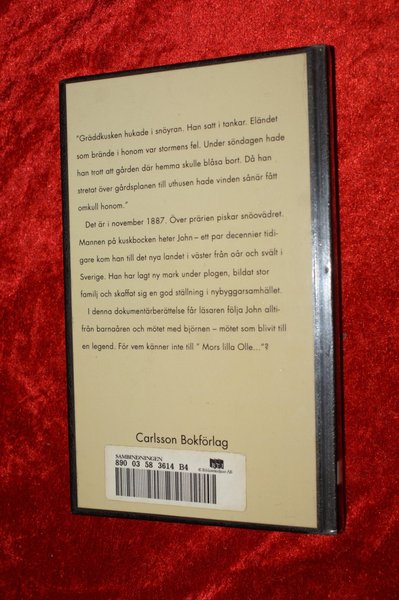 "Gräddkusken hukade i snöyran. Han satt i tankar. Eländet
som brände i honom var stormens fel. Under söndagen hade
han trott att gården där hemma skulle blåsa bort. Då han
stretat över gårdsplanen till uthusen hade vinden sånär fått
omkull honom."
Det är i november 1887. Över prärien piskar snöovädret.
Mannen på kuskbocken heter John – ett par decennier tidi-
gare kom han till det nya landet i väster från oår och svält i
Sverige. Han har lagt ny mark under plogen, bildat stor
familj och skaffat sig en god ställning i nybyggarsamhället.
I denna dokumentärberättelse får läsaren följa John allti-
från barnaåren och mötet med björnen – mötet som blivit till
en legend. För vem känner inte till " Mors lilla Olle..."?
Carlsson Bokförlag
SAMBINDNINGEN
890 03 58 3614 B4